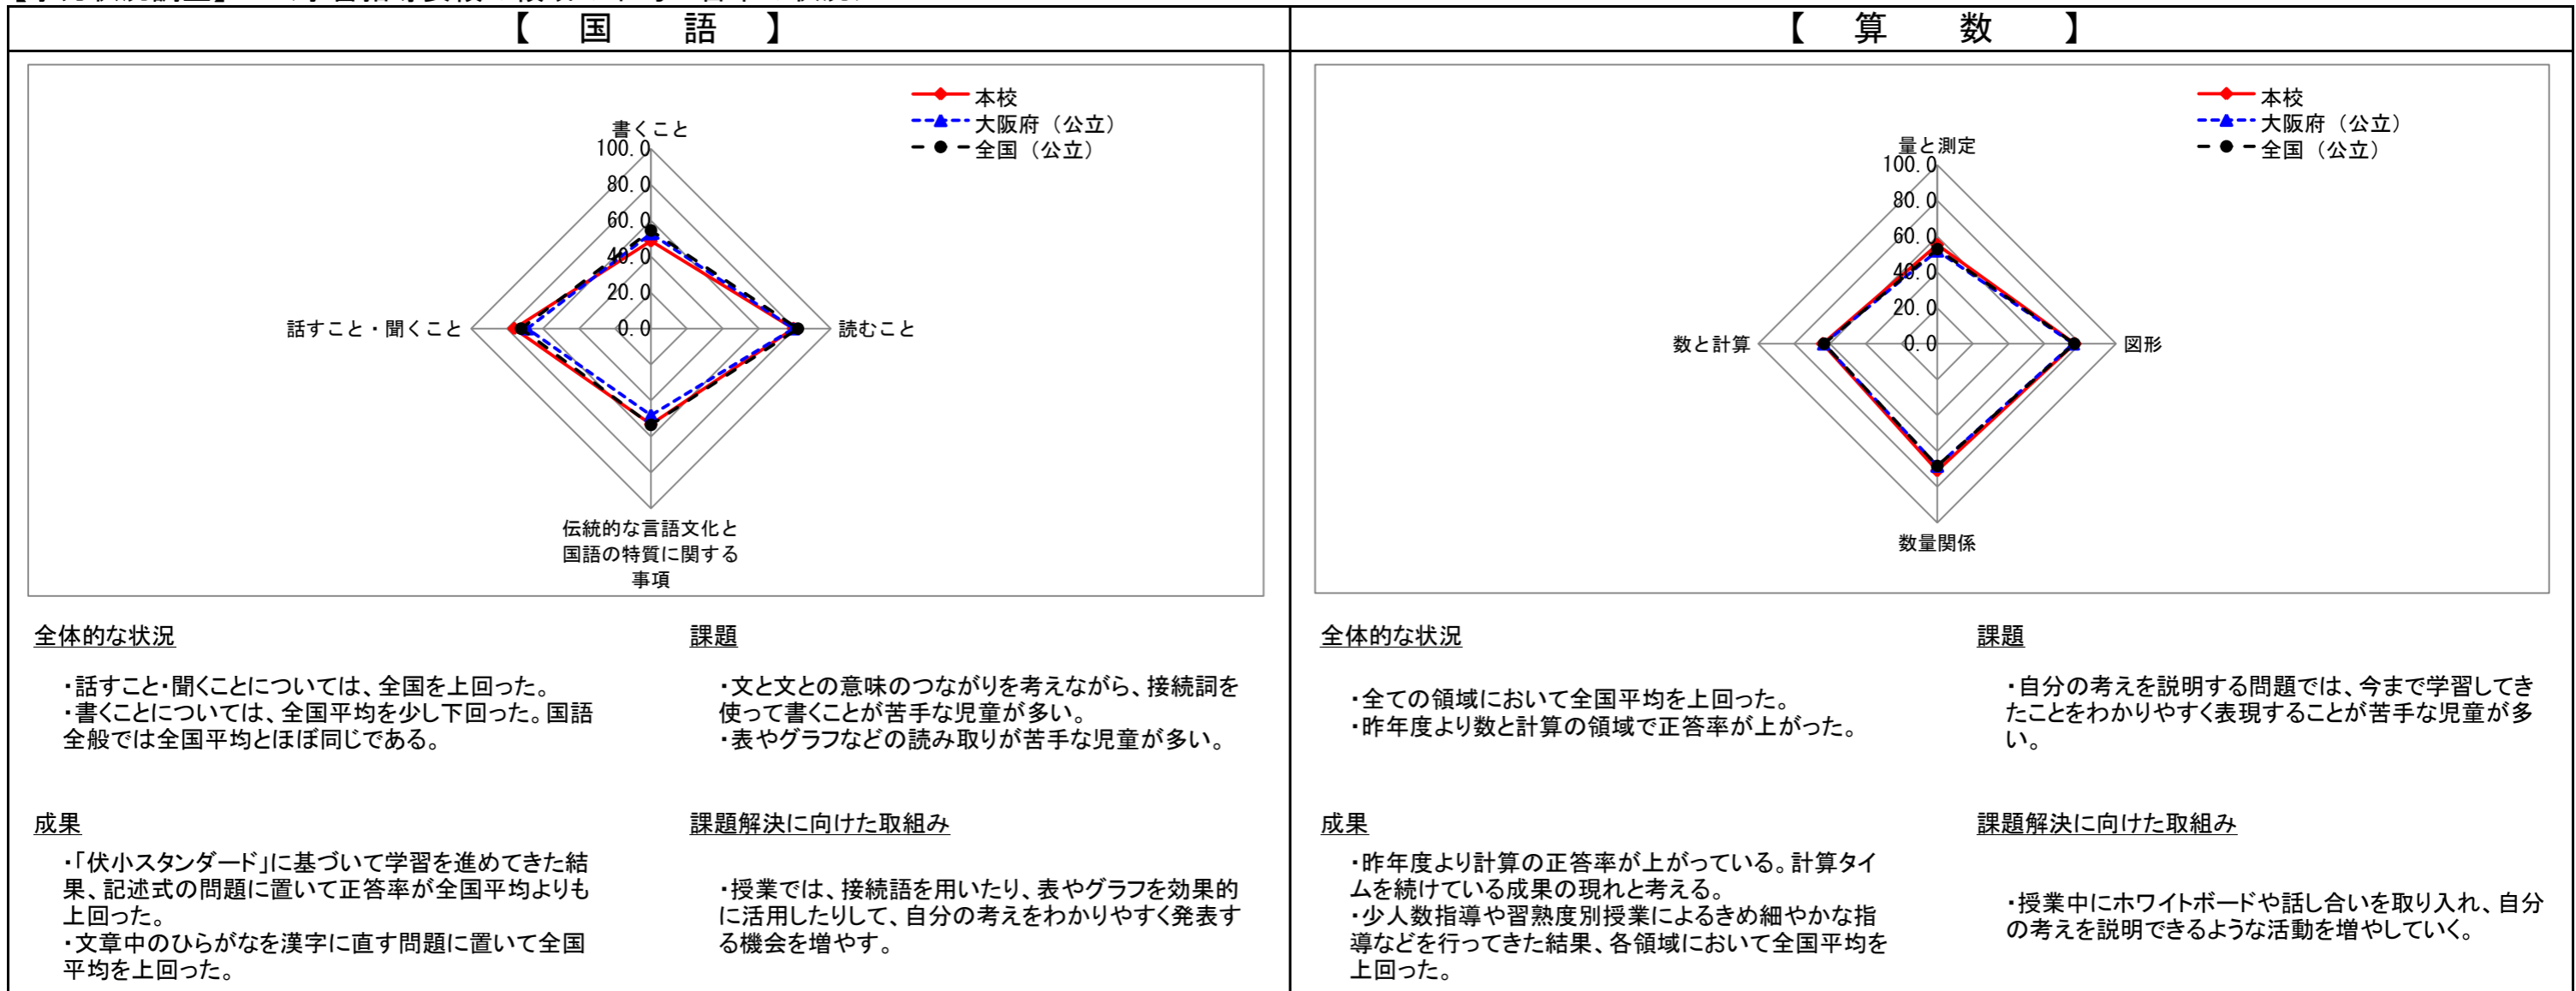 【　国　　語　】
本校
大阪府（公立）
全国（公立）
書くこと
100.0
80.0
60.0
40.0
20.0
0.0
話すこと・聞くこと
読むこと
伝統的な言語文化と
国語の特質に関する
事項
全体的な状況
・話すこと・聞くことについては、全国を上回った。
・書くことについては、全国平均を少し下回った。国語
全般では全国平均とほぼ同じである。
課題
・文と文との意味のつながりを考えながら、接続詞を
使って書くことが苦手な児童が多い。
・表やグラフなどの読み取りが苦手な児童が多い。
成果
・「伏小スタンダード」に基づいて学習を進めてきた結
果、記述式の問題に置いて正答率が全国平均よりも
上回った。
・文章中のひらがなを漢字に直す問題に置いて全国
平均を上回った。
課題解決に向けた取組み
・授業では、接続語を用いたり、表やグラフを効果的
に活用したりして、自分の考えをわかりやすく発表す
る機会を増やす。
【　算　　数　】
本校
大阪府（公立）
全国（公立）
量と測定
100.0
80.0
60.0
40.0
20.0
0.0
数と計算
図形
数量関係
全体的な状況
・全ての領域において全国平均を上回った。
・昨年度より数と計算の領域で正答率が上がった。
課題
・自分の考えを説明する問題では、今まで学習してき
たことをわかりやすく表現することが苦手な児童が多
い。
成果
・昨年度より計算の正答率が上がっている。計算タイ
ムを続けている成果の現れと考える。
・少人数指導や習熟度別授業によるきめ細やかな指
導などを行ってきた結果、各領域において全国平均を
上回った。
課題解決に向けた取組み
・授業中にホワイトボードや話し合いを取り入れ、自分
の考えを説明できるような活動を増やしていく。